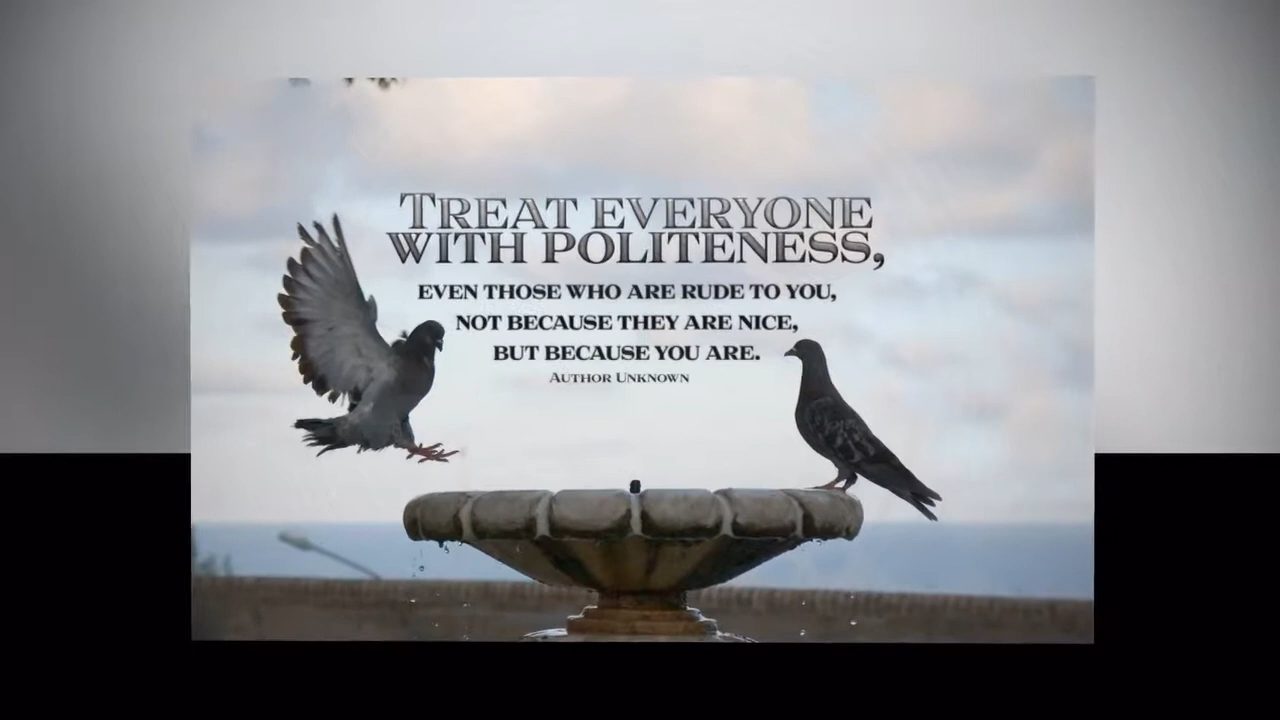 TREAT EVERYONE
WITH POLITENESS,
EVEN THOSE WHO ARE RUDE TO YOU,
NOT BECAUSE THEY ARE NICE,
BUT BECAUSE YOU ARE.
AUTHOR UNKNOWN